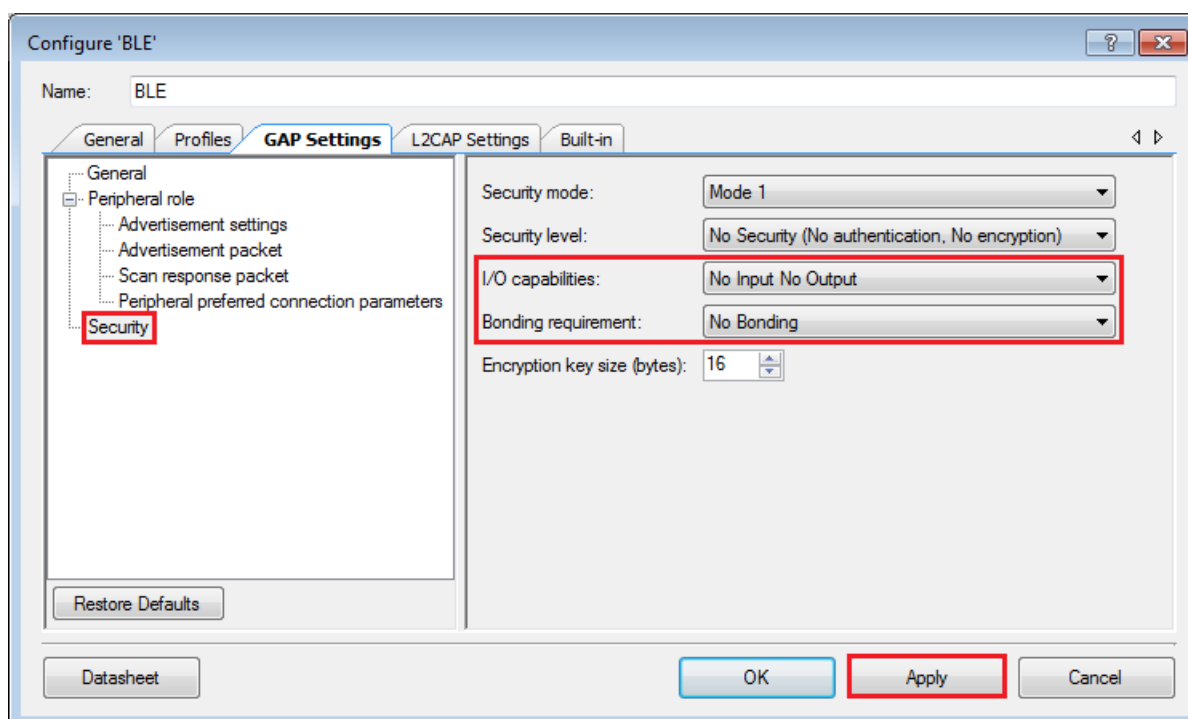 Configure 'BLE'
Name: BLE
General Profiles GAP Settings L2CAP Settings Built-in
General
Peripheral role
Advertisement settings
Advertisement packet
Scan response packet
Peripheral preferred connection parameters
Security
Restore Defaults
Security mode: Mode 1
Security level: No Security (No authentication, No encryption)
I/O capabilities: No Input No Output
Bonding requirement: No Bonding
Encryption key size (bytes): 16
Datasheet OK Apply Cancel